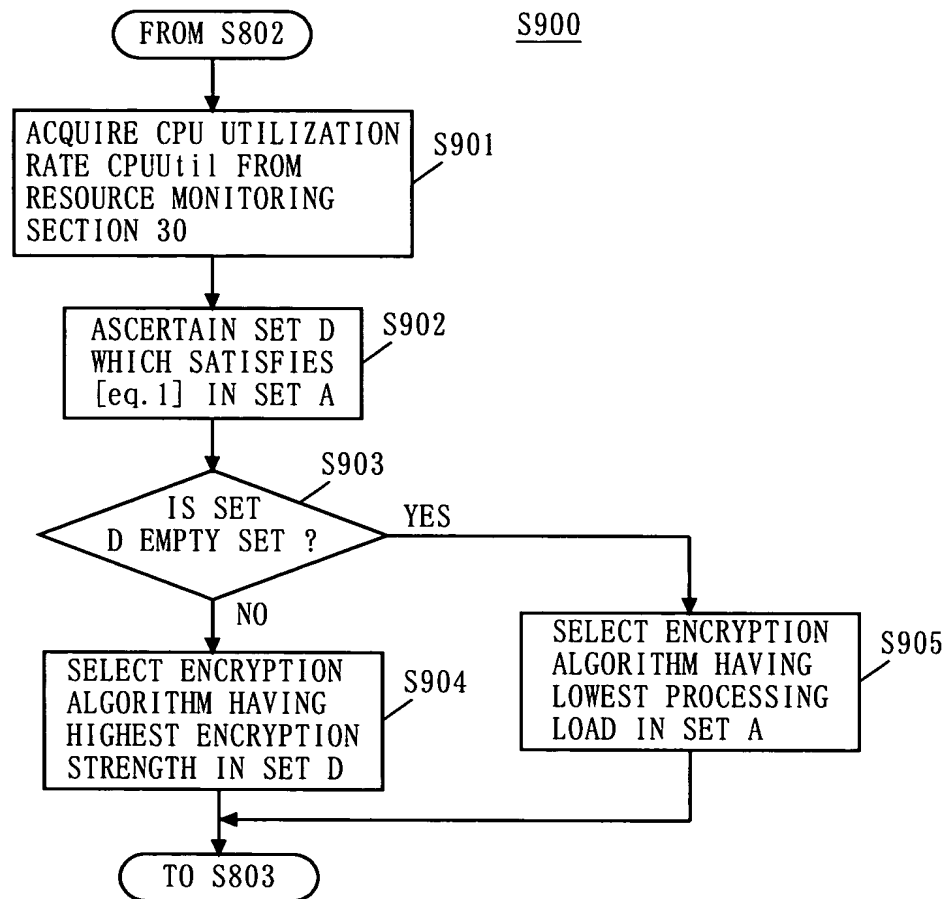 FROM S802
S900
ACQUIRE CPU UTILIZATION
RATE CPUUtil FROM
RESOURCE MONITORING
SECTION 30
S901
ASCERTAIN SET D
WHICH SATISFIES
[eq.1] IN SET A
S902
IS SET
D EMPTY SET ?
S903
YES
NO
SELECT ENCRYPTION
ALGORITHM HAVING
HIGHEST ENCRYPTION
STRENGTH IN SET D
S904
SELECT ENCRYPTION
ALGORITHM HAVING
LOWEST PROCESSING
LOAD IN SET A
S905
TO S803